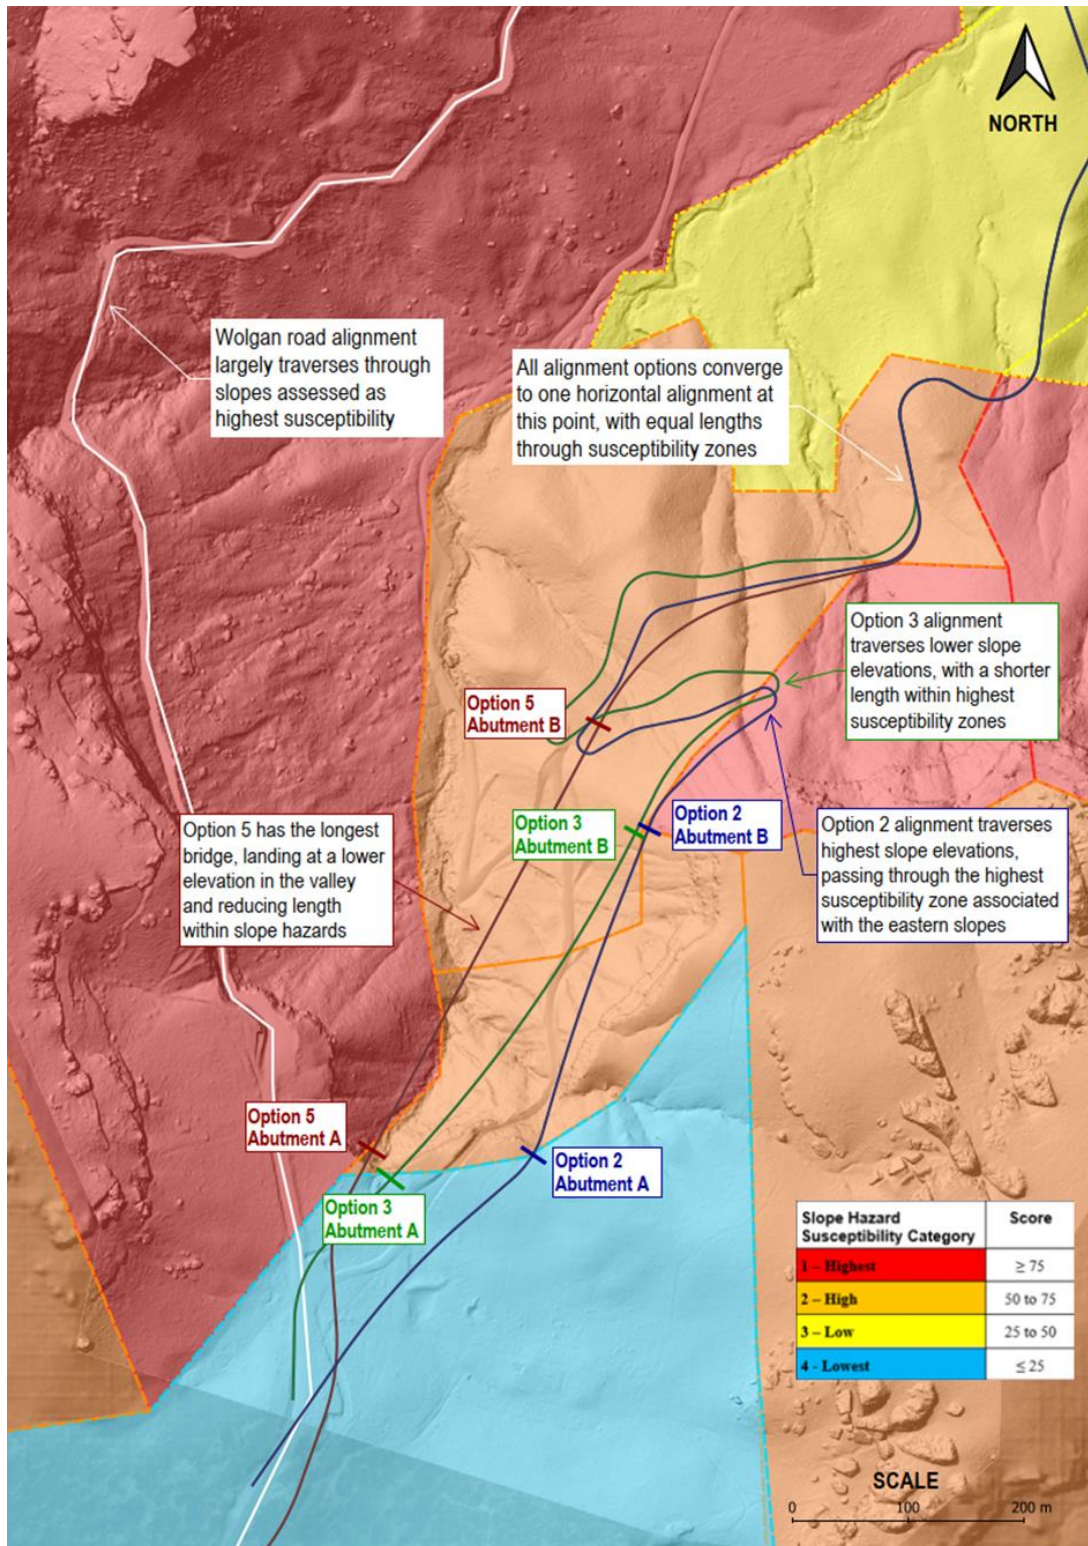 NORTH
Wolgan road alignment
largely traverses through
slopes assessed as
highest susceptibility
All alignment options converge
to one horizontal alignment at
this point, with equal lengths
through susceptibility zones
Option 3 alignment
traverses lower slope
elevations, with a shorter
length within highest
susceptibility zones
Option 5
Abutment B
Option 3
Abutment B
Option 2
Abutment B
Option 5 has the longest
bridge, landing at a lower
elevation in the valley
and reducing length
within slope hazards
Option 2 alignment traverses
highest slope elevations,
passing through the highest
susceptibility zone associated
with the eastern slopes
Option 5
Abutment A
Option 2
Abutment A
Option 3
Abutment A
Slope Hazard
Susceptibility Category
Score
1 – Highest
≥ 75
2 – High
50 to 75
3 – Low
25 to 50
4 - Lowest
≤ 25
SCALE
0 100 200 m